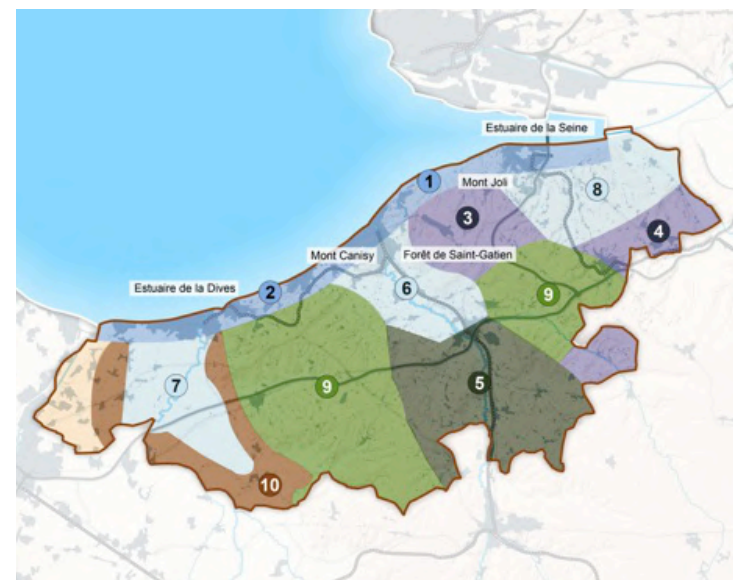 Estuaire de la Seine
1
Mont Joli
8
3
4
Mont Canisy
Forêt de Saint-Gatien
Estuaire de la Dives
2
6
9
7
9
5
10